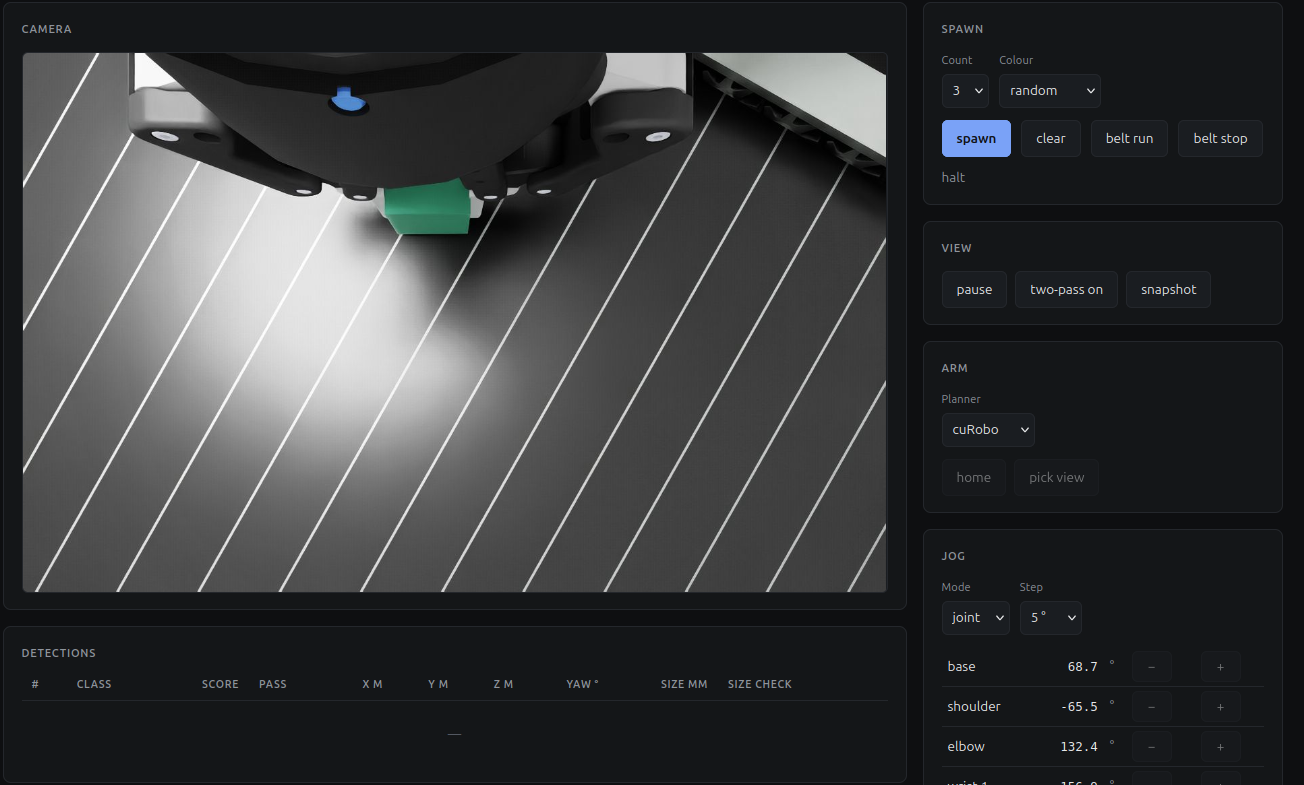 CAMERA
DETECTIONS
# CLASS SCORE PASS X M Y M Z M YAW ° SIZE MM SIZE CHECK
—
SPAWN
Count Colour
3 random
spawn clear belt run belt stop
halt
VIEW
pause two-pass on snapshot
ARM
Planner
cuRobo
home pick view
JOG
Mode Step
joint 5 °
base 68.7 ° − +
shoulder -65.5 ° − +
elbow 132.4 ° − +